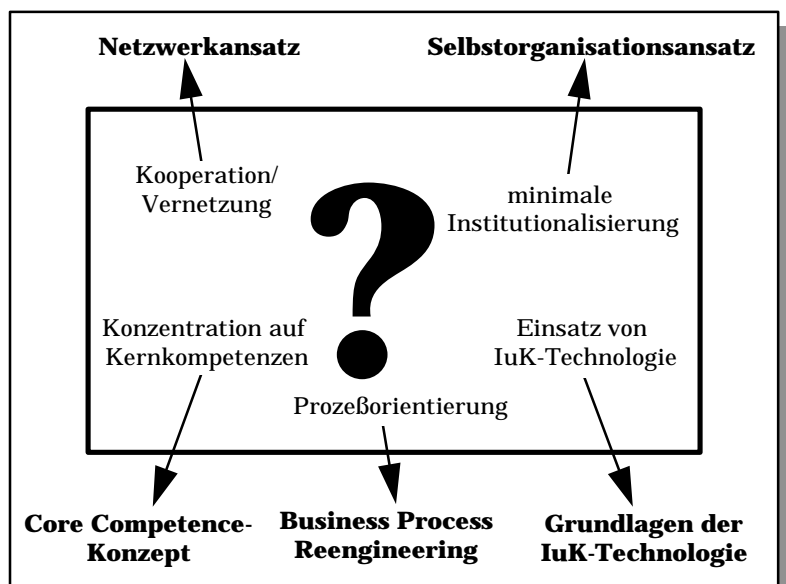 Netzwerkansatz
Selbstorganisationsansatz
Kooperation/
Vernetzung
minimale
Institutionalisierung
?
Konzentration auf
Kernkompetenzen
Einsatz von
IuK-Technologie
Prozeßorientierung
Core Competence-
Konzept
Business Process
Reengineering
Grundlagen der
IuK-Technologie